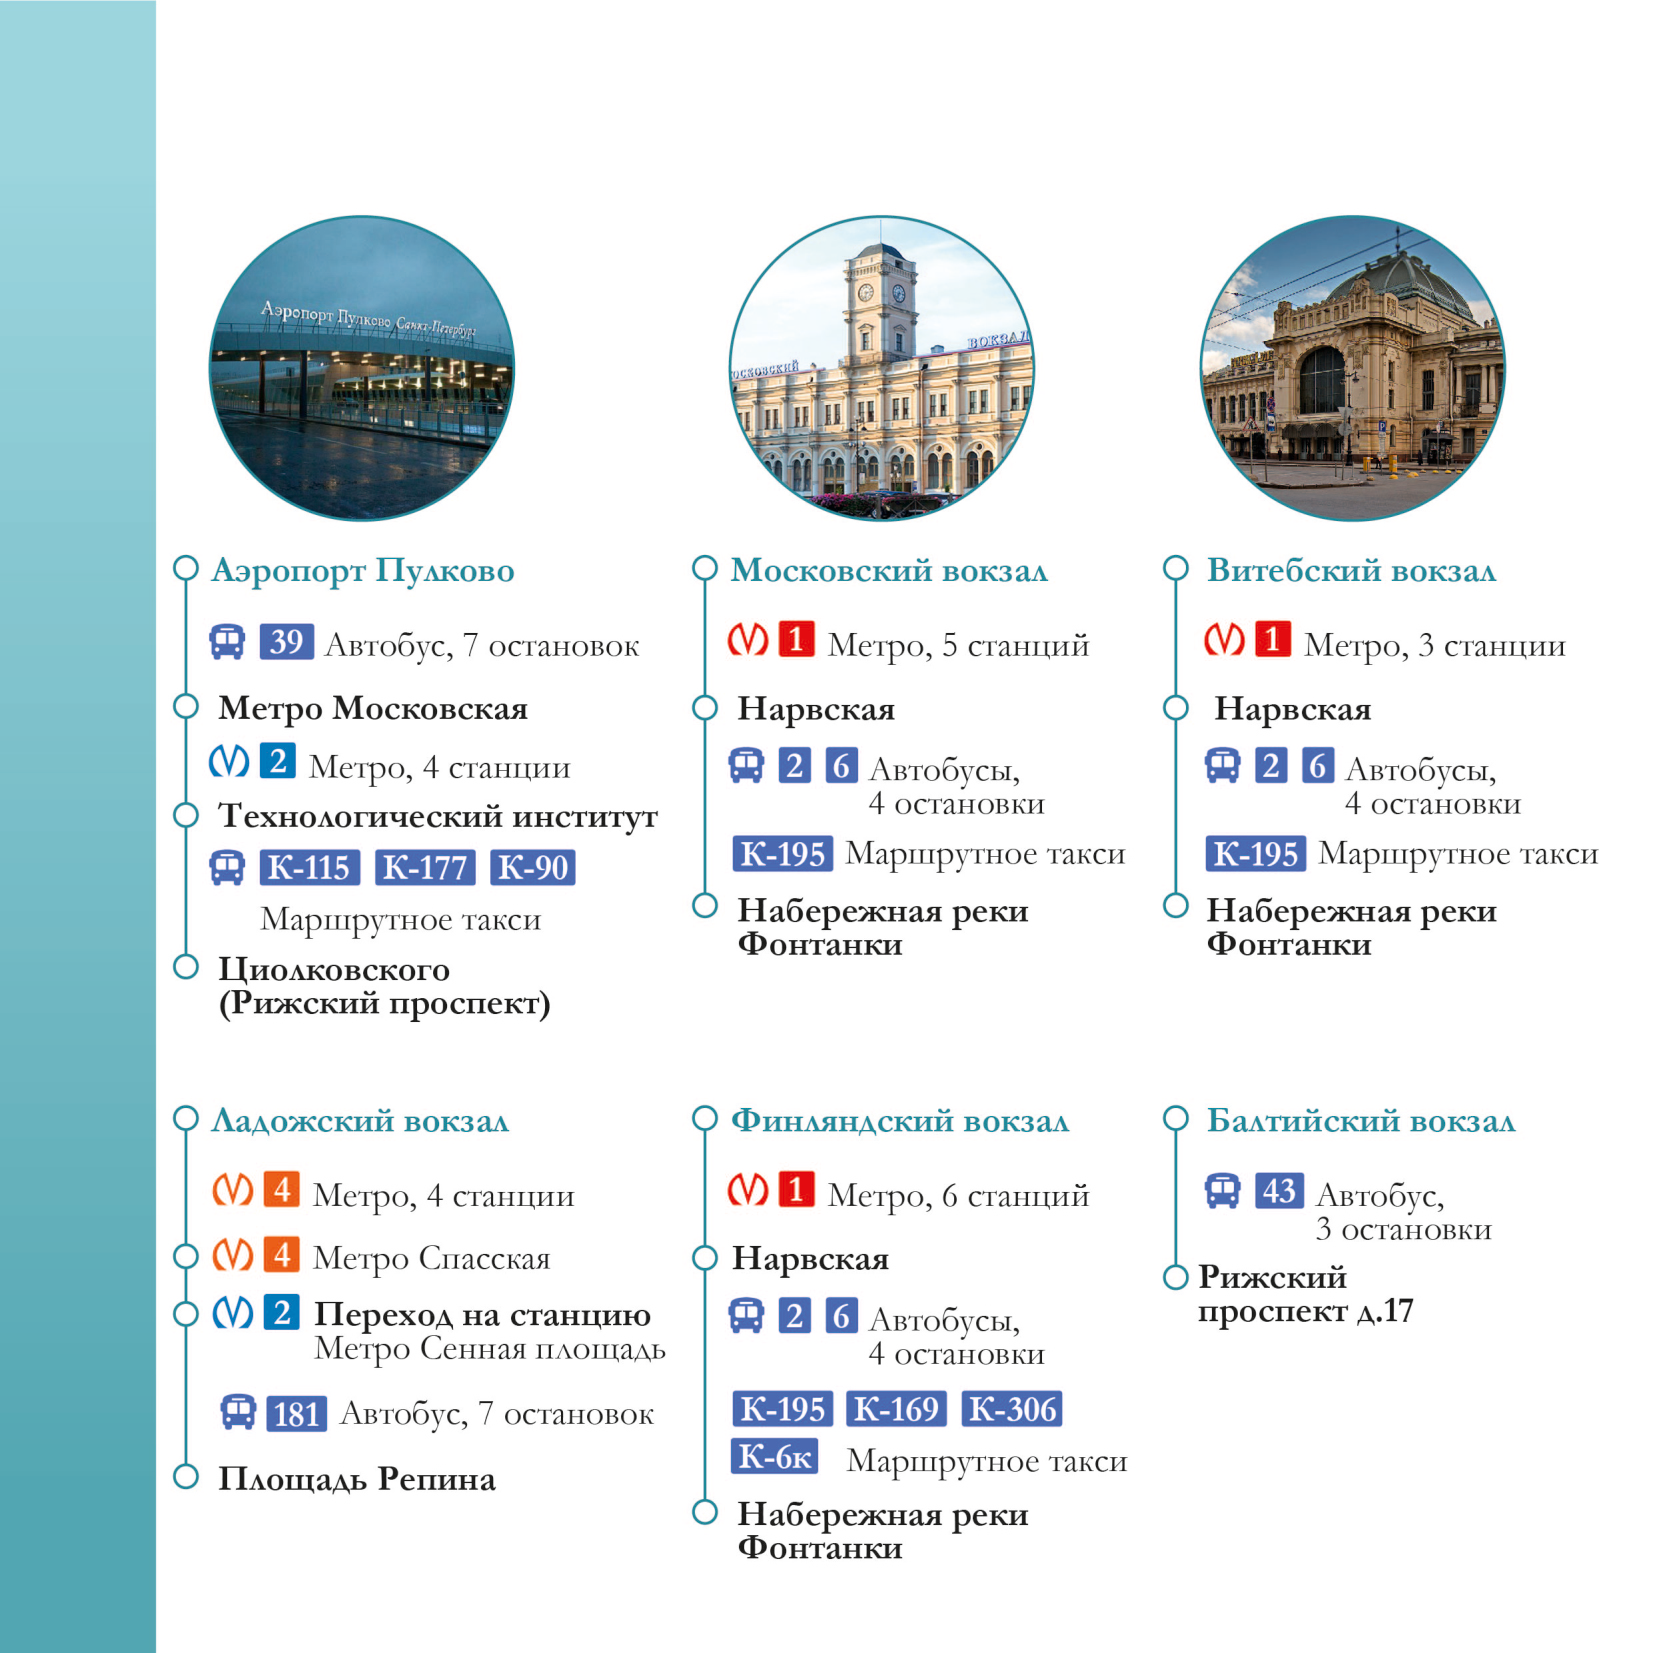 Аэропорт Пулково Санкт-Петербург
МОСКОВСКИЙ ВОКЗАЛ
Аэропорт Пулково
39 Автобус, 7 остановок
Метро Московская
2 Метро, 4 станции
Технологический институт
К-115 К-177 К-90
Маршрутное такси
Циолковского
(Рижский проспект)
Московский вокзал
1 Метро, 5 станций
Нарвская
2 6 Автобусы,
4 остановки
К-195 Маршрутное такси
Набережная реки
Фонтанки
Витебский вокзал
1 Метро, 3 станции
Нарвская
2 6 Автобусы,
4 остановки
К-195 Маршрутное такси
Набережная реки
Фонтанки
Ладожский вокзал
4 Метро, 4 станции
4 Метро Спасская
2 Переход на станцию
Метро Сенная площадь
181 Автобус, 7 остановок
Площадь Репина
Финляндский вокзал
1 Метро, 6 станций
Нарвская
2 6 Автобусы,
4 остановки
К-195 К-169 К-306
К-6к Маршрутное такси
Набережная реки
Фонтанки
Балтийский вокзал
43 Автобус,
3 остановки
Рижский
проспект д.17